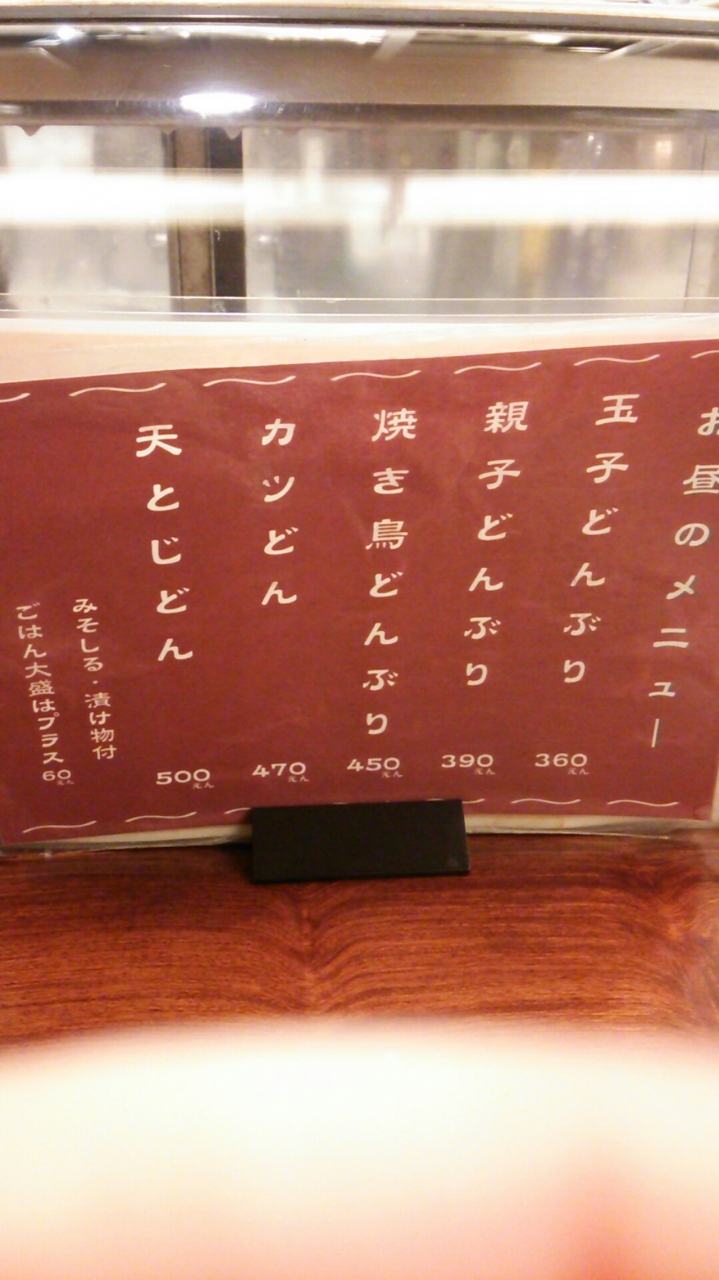 お昼のメニュー
玉子どんぶり 360えん
親子どんぶり 390えん
焼き鳥どんぶり 450えん
カツどん 470えん
天とじどん 500えん
みそしる・漬け物付
ごはん大盛はプラス60えん